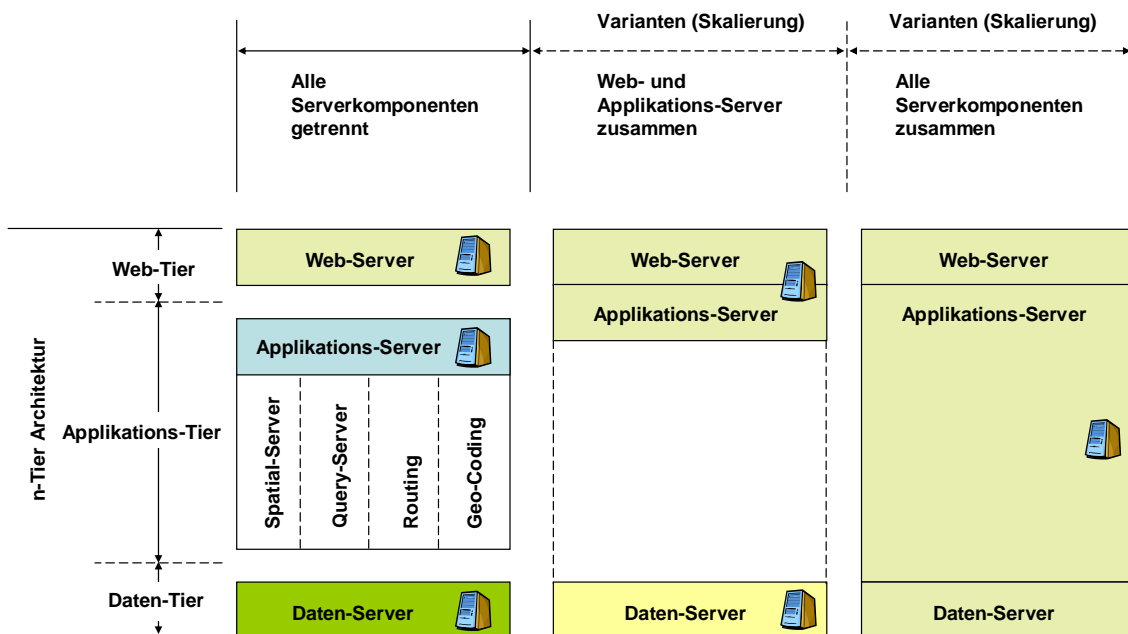 Varianten (Skalierung)
Varianten (Skalierung)
Alle
Serverkomponenten
getrennt
Web- und
Applikations-Server
zusammen
Alle
Serverkomponenten
zusammen
n-Tier Architektur
Web-Tier
Web-Server
Web-Server
Web-Server
Applikations-Server
Applikations-Server
Applikations-Tier
Applikations-Server
Spatial-Server
Query-Server
Routing
Geo-Coding
Daten-Tier
Daten-Server
Daten-Server
Daten-Server